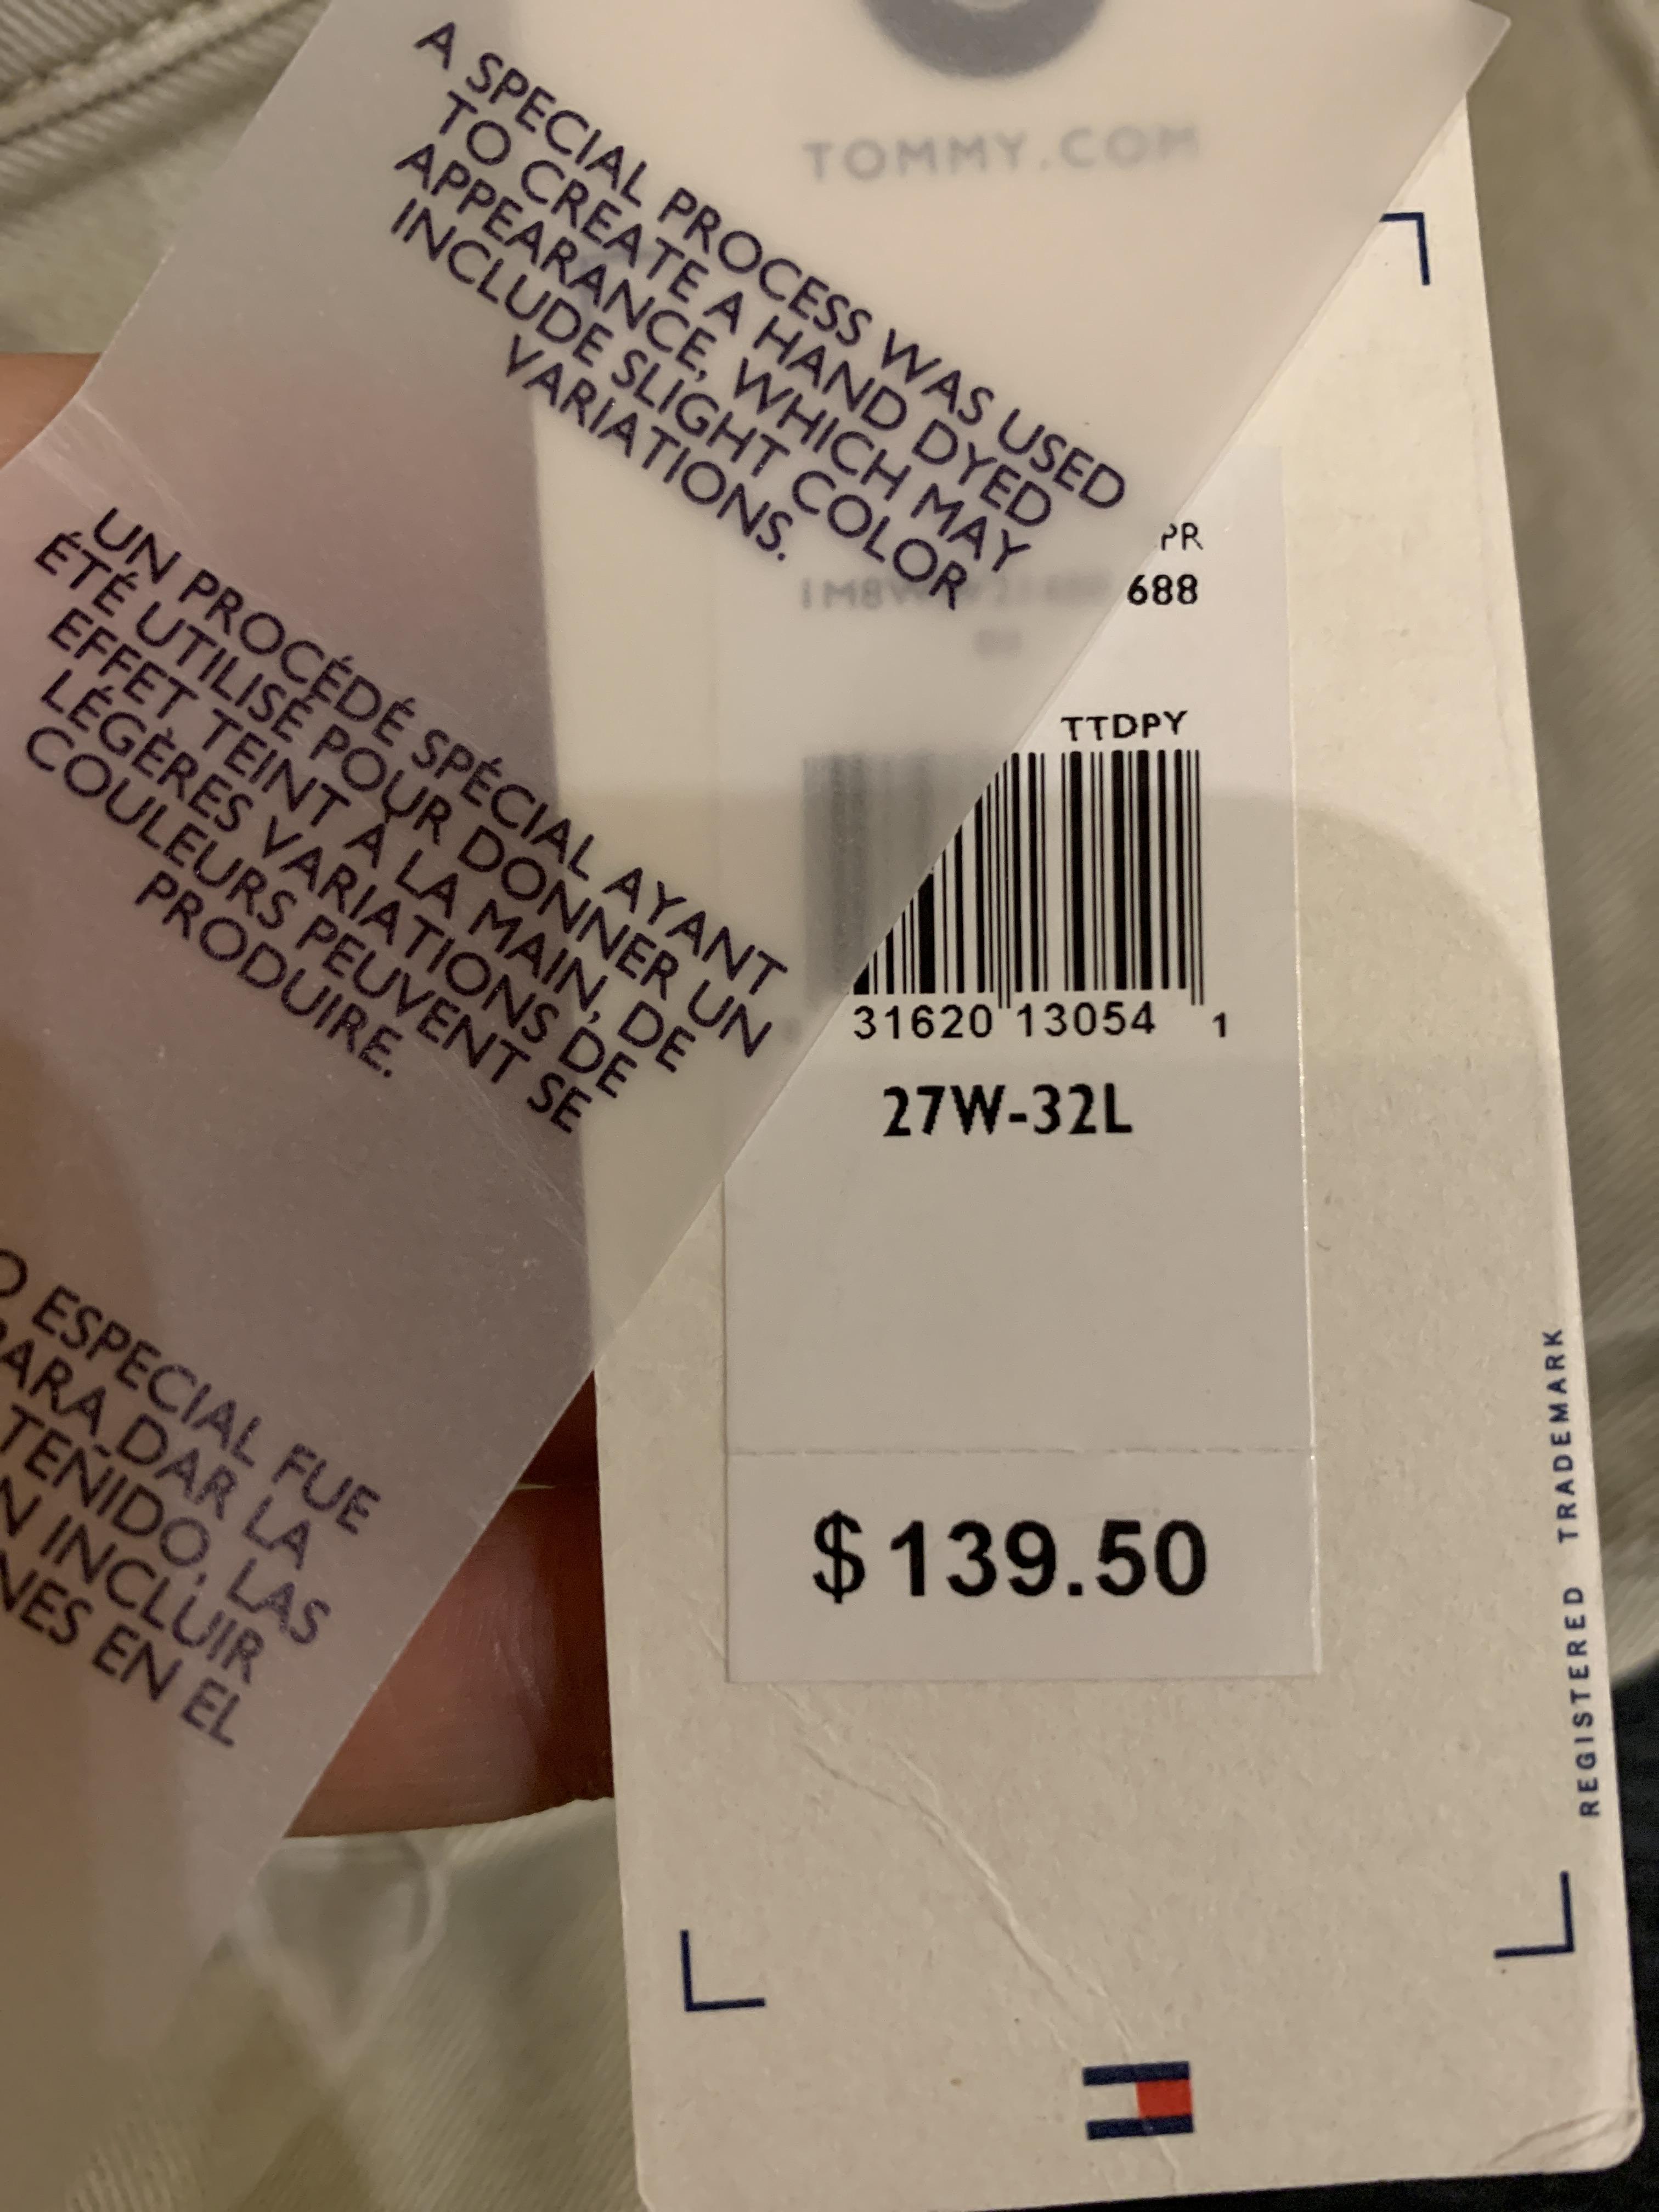 TOMMY.COM
A SPECIAL PROCESS WAS USED
TO CREATE A HAND DYED
APPEARANCE, WHICH MAY
INCLUDE SLIGHT COLOR
VARIATIONS.
UN PROCÉDÉ SPÉCIAL AYANT
ÉTÉ UTILISÉ POUR DONNER UN
EFFET TEINT À LA MAIN, DE
LÉGÈRES VARIATIONS DE
COULEURS PEUVENT SE
PRODUIRE.
ESPECIAL FUE
DAR LA
TEÑIDO, LAS
INCLUIR
EN EL
PR
688
TTDPY
31620 13054 1
27W-32L
$139.50
REGISTERED TRADEMARK